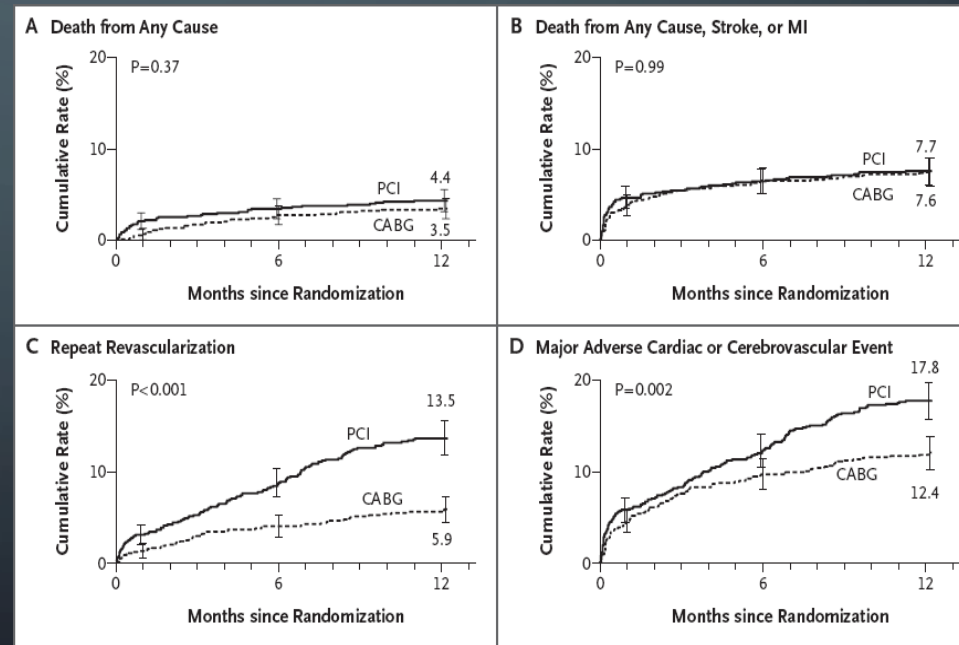 A Death from Any Cause
P=0.37
Cumulative Rate (%)
20
10
0
PCI
4.4
CABG
3.5
0 6 12
Months since Randomization
B Death from Any Cause, Stroke, or MI
P=0.99
Cumulative Rate (%)
20
10
0
7.7
PCI
CABG
7.6
0 6 12
Months since Randomization
C Repeat Revascularization
P<0.001
Cumulative Rate (%)
20
10
0
13.5
PCI
CABG
5.9
0 6 12
Months since Randomization
D Major Adverse Cardiac or Cerebrovascular Event
P=0.002
Cumulative Rate (%)
20
10
0
17.8
PCI
CABG
12.4
0 6 12
Months since Randomization